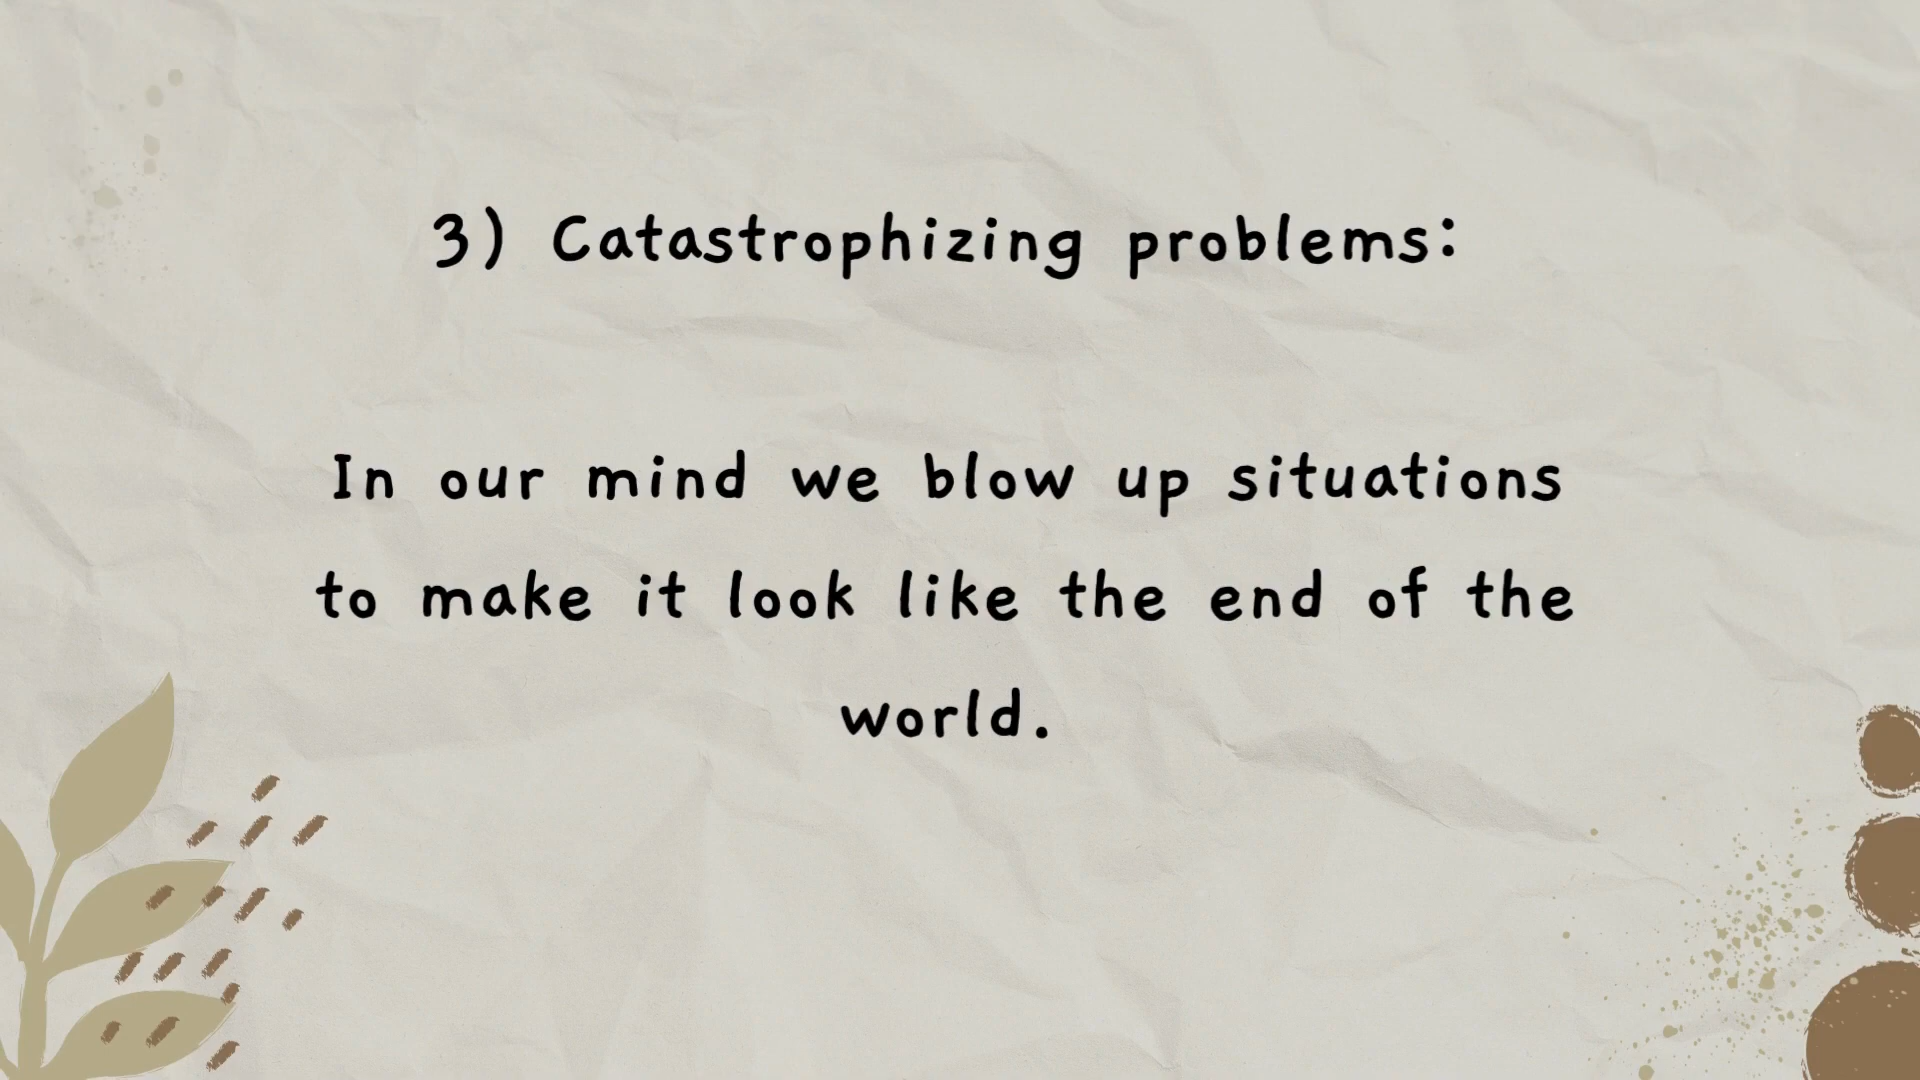 3) Catastrophizing problems:
In our mind we blow up situations
to make it look like the end of the
world.